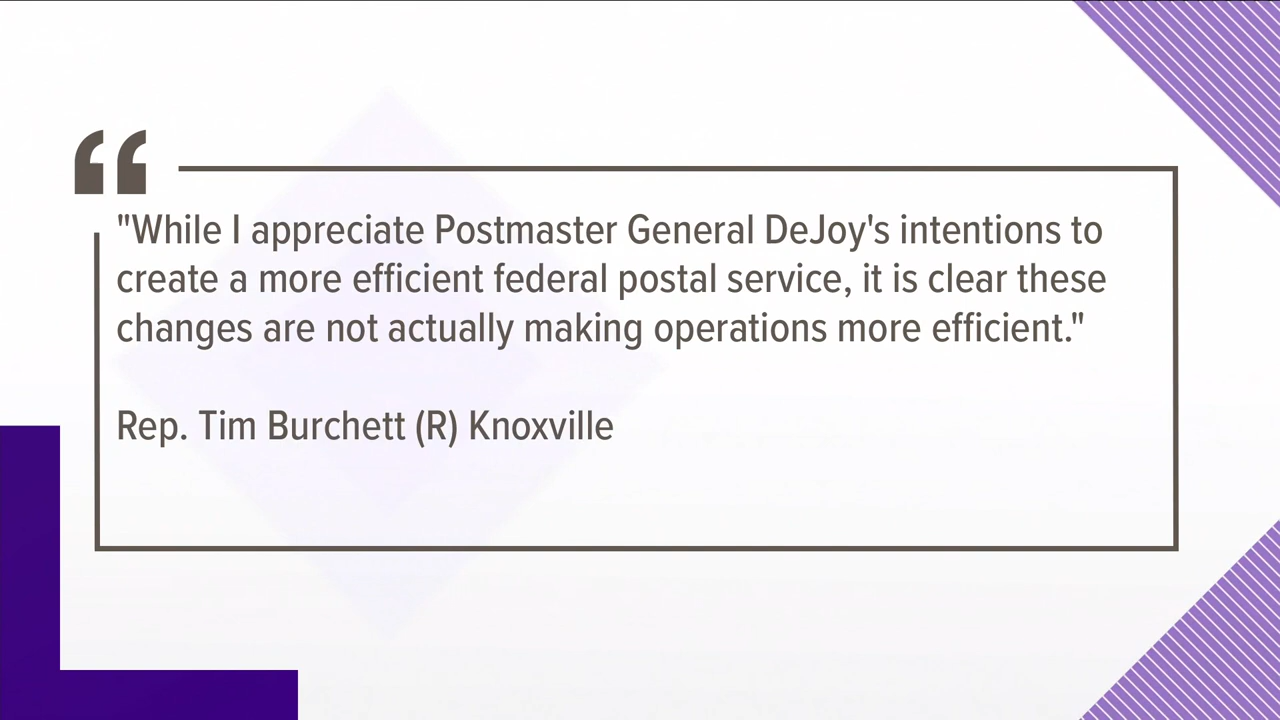 "While I appreciate Postmaster General DeJoy's intentions to
create a more efficient federal postal service, it is clear these
changes are not actually making operations more efficient."
Rep. Tim Burchett (R) Knoxville